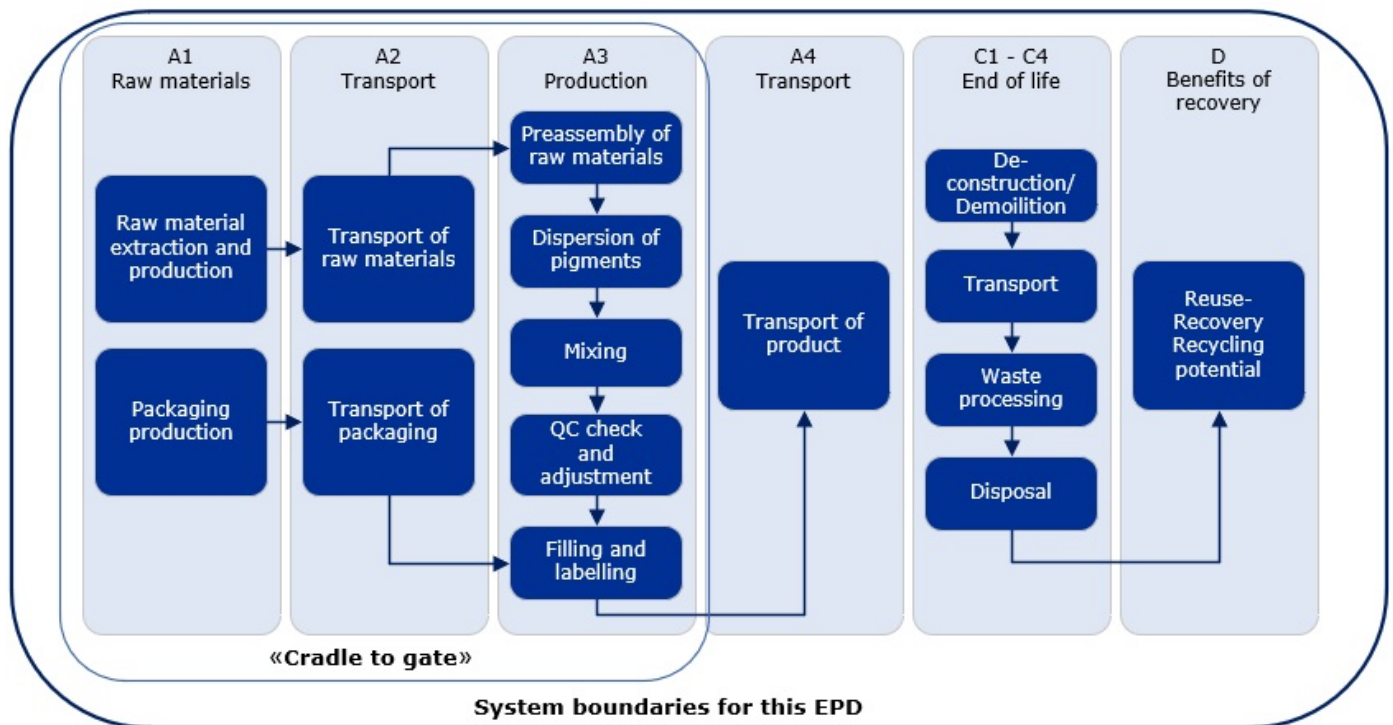 A1
Raw materials
A2
Transport
A3
Production
A4
Transport
C1 - C4
End of life
D
Benefits of
recovery
Raw material
extraction and
production
Packaging
production
Transport of
raw materials
Transport of
packaging
Preassembly of
raw materials
Dispersion of
pigments
Mixing
QC check
and
adjustment
Filling and
labelling
Transport of
product
De-
construction/
Demoilition
Transport
Waste
processing
Disposal
Reuse-
Recovery
Recycling
potential
«Cradle to gate»
System boundaries for this EPD